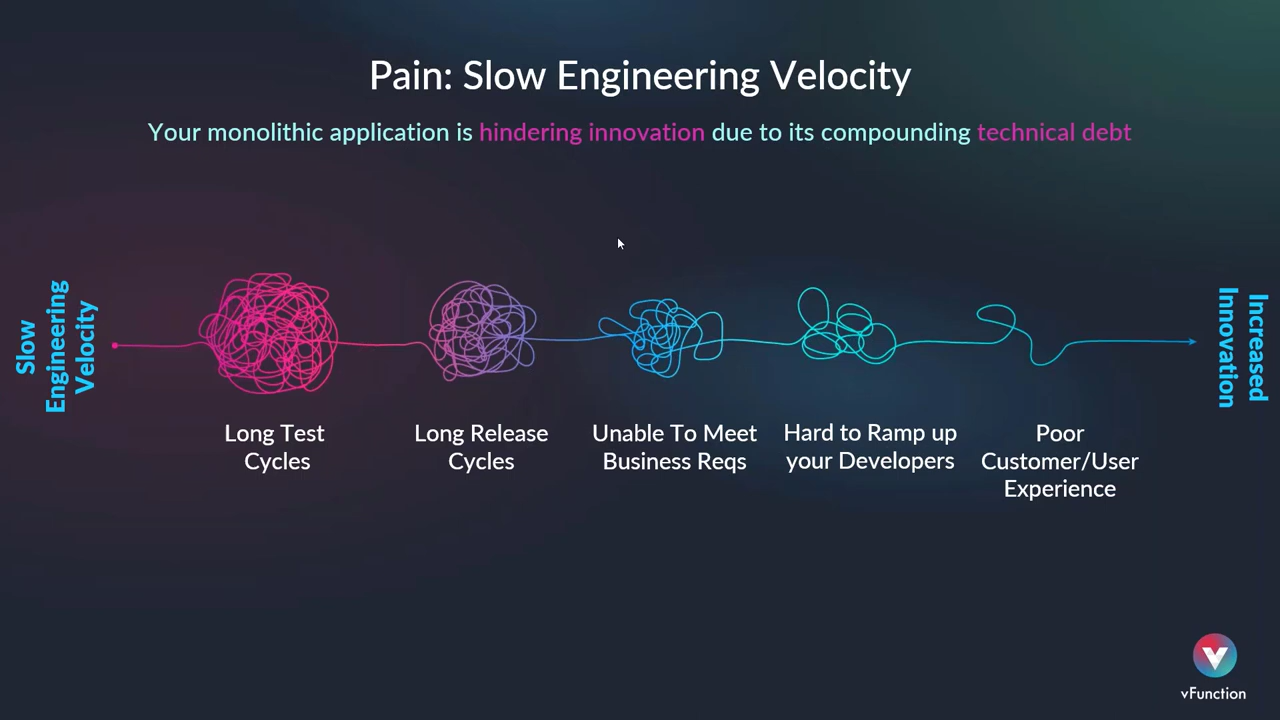 Pain: Slow Engineering Velocity
Your monolithic application is hindering innovation due to its compounding technical debt
Slow
Engineering
Velocity
Long Test
Cycles
Long Release
Cycles
Unable To Meet
Business Reqs
Hard to Ramp up
your Developers
Poor
Customer/User
Experience
Increased
Innovation
vFunction